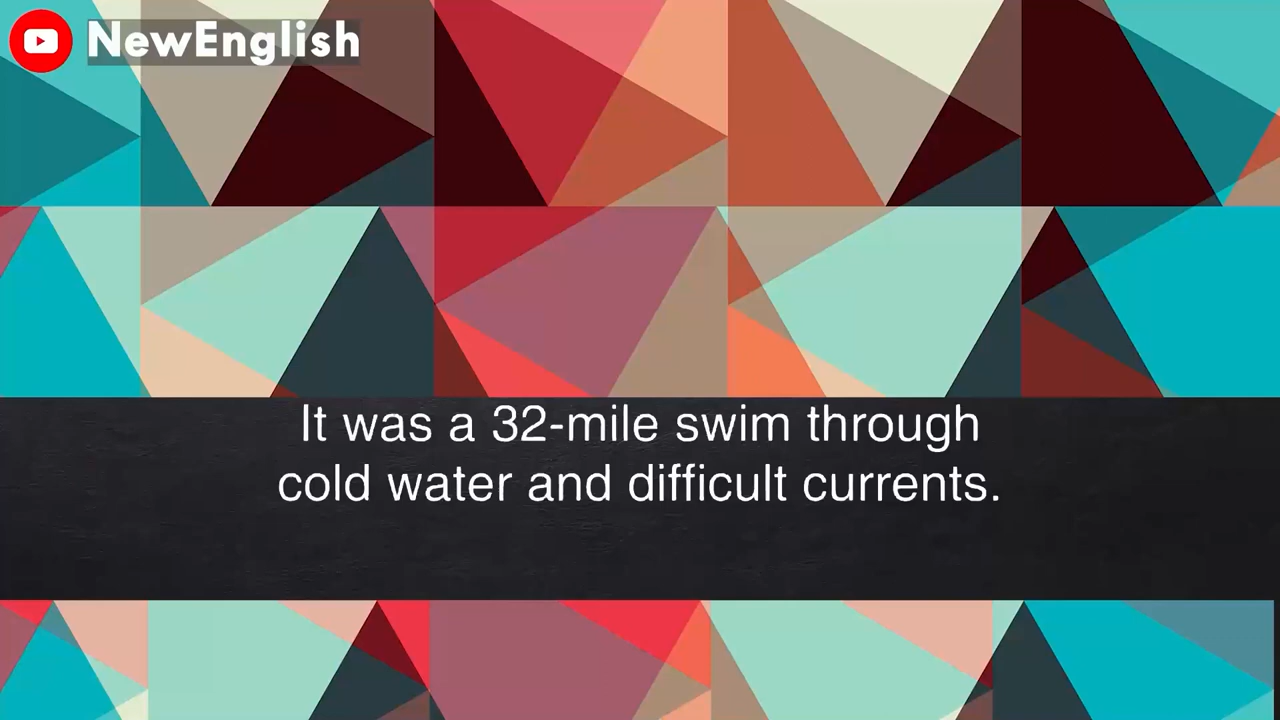 NewEnglish
It was a 32-mile swim through
cold water and difficult currents.